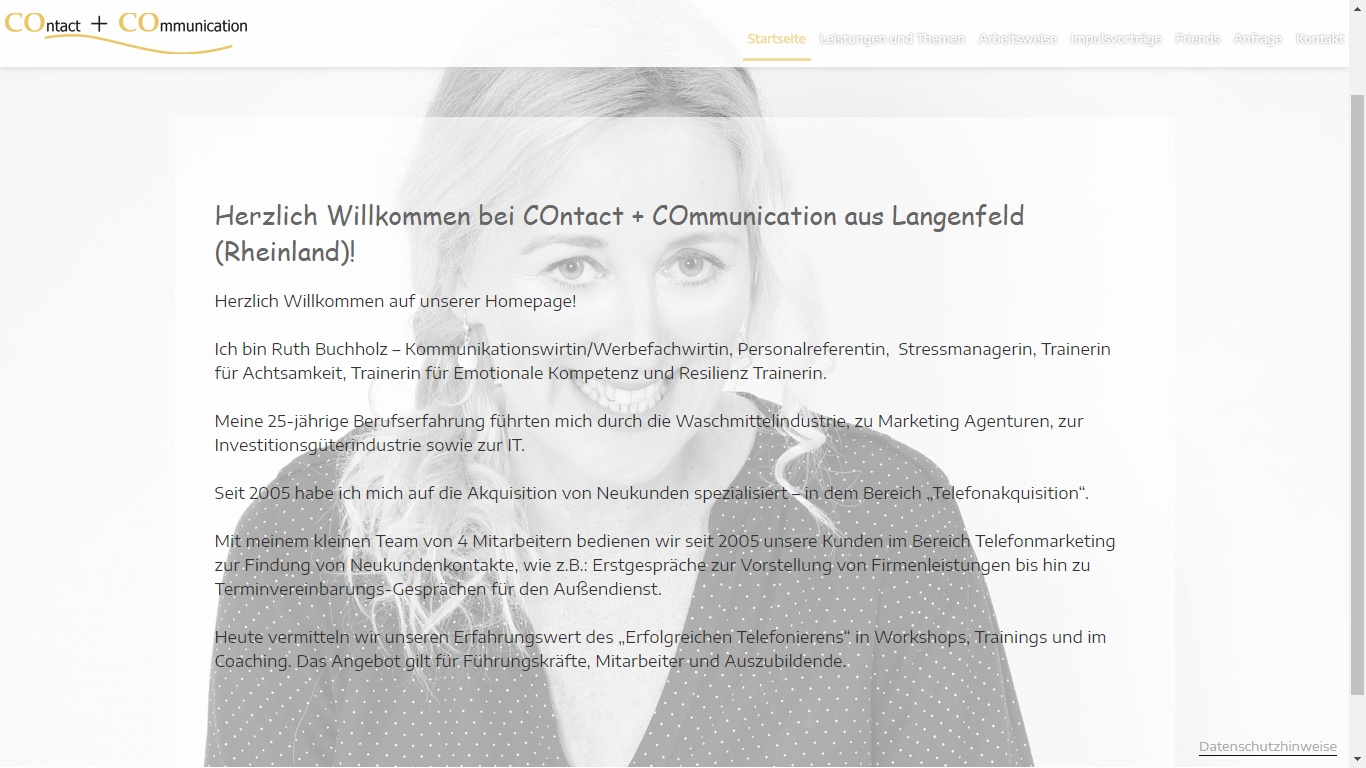 COntact + COmmunication
Startseite Leistungen und Themen Arbeitsweise Impulsvorträge Friends Anfrage Kontakt
Herzlich Willkommen bei COntact + COmmunication aus Langenfeld
(Rheinland)!
Herzlich Willkommen auf unserer Homepage!
Ich bin Ruth Buchholz – Kommunikationswirtin/Werbefachwirtin, Personalreferentin, Stressmanagerin, Trainerin
für Achtsamkeit, Trainerin für Emotionale Kompetenz und Resilienz Trainerin.
Meine 25-jährige Berufserfahrung führten mich durch die Waschmittelindustrie, zu Marketing Agenturen, zur
Investitionsgüterindustrie sowie zur IT.
Seit 2005 habe ich mich auf die Akquisition von Neukunden spezialisiert – in dem Bereich „Telefonakquisition“.
Mit meinem kleinen Team von 4 Mitarbeitern bedienen wir seit 2005 unsere Kunden im Bereich Telefonmarketing
zur Findung von Neukundenkontakte, wie z.B.: Erstgespräche zur Vorstellung von Firmenleistungen bis hin zu
Terminvereinbarungs-Gesprächen für den Außendienst.
Heute vermitteln wir unseren Erfahrungswert des „Erfolgreichen Telefonierens“ in Workshops, Trainings und im
Coaching. Das Angebot gilt für Führungskräfte, Mitarbeiter und Auszubildende.
Datenschutzhinweise